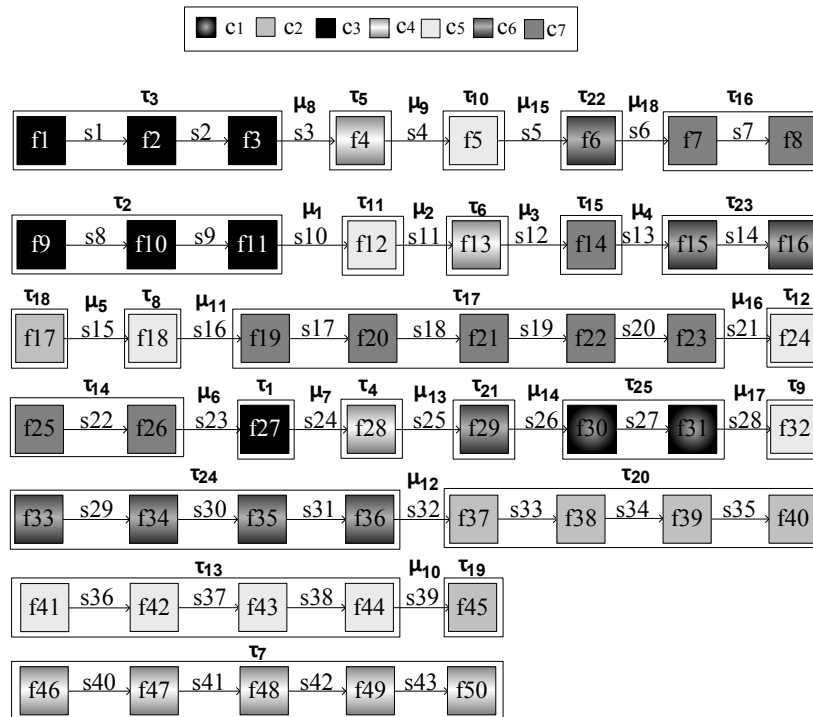 c1 c2 c3 c4 c5 c6 c7
τ3 μ8 τ5 μ9 τ10 μ15 τ22 μ18 τ16
f1 s1 f2 s2 f3 s3 f4 s4 f5 s5 f6 s6 f7 s7 f8
τ2 μ1 τ11 μ2 τ6 μ3 τ15 μ4 τ23
f9 s8 f10 s9 f11 s10 f12 s11 f13 s12 f14 s13 f15 s14 f16
τ18 μ5 τ8 μ11 τ17 μ16 τ12
f17 s15 f18 s16 f19 s17 f20 s18 f21 s19 f22 s20 f23 s21 f24
τ14 μ6 τ1 μ7 τ4 μ13 τ21 μ14 τ25 μ17 τ9
f25 s22 f26 s23 f27 s24 f28 s25 f29 s26 f30 s27 f31 s28 f32
τ24 μ12 τ20
f33 s29 f34 s30 f35 s31 f36 s32 f37 s33 f38 s34 f39 s35 f40
τ13 μ10 τ19
f41 s36 f42 s37 f43 s38 f44 s39 f45
τ7
f46 s40 f47 s41 f48 s42 f49 s43 f50